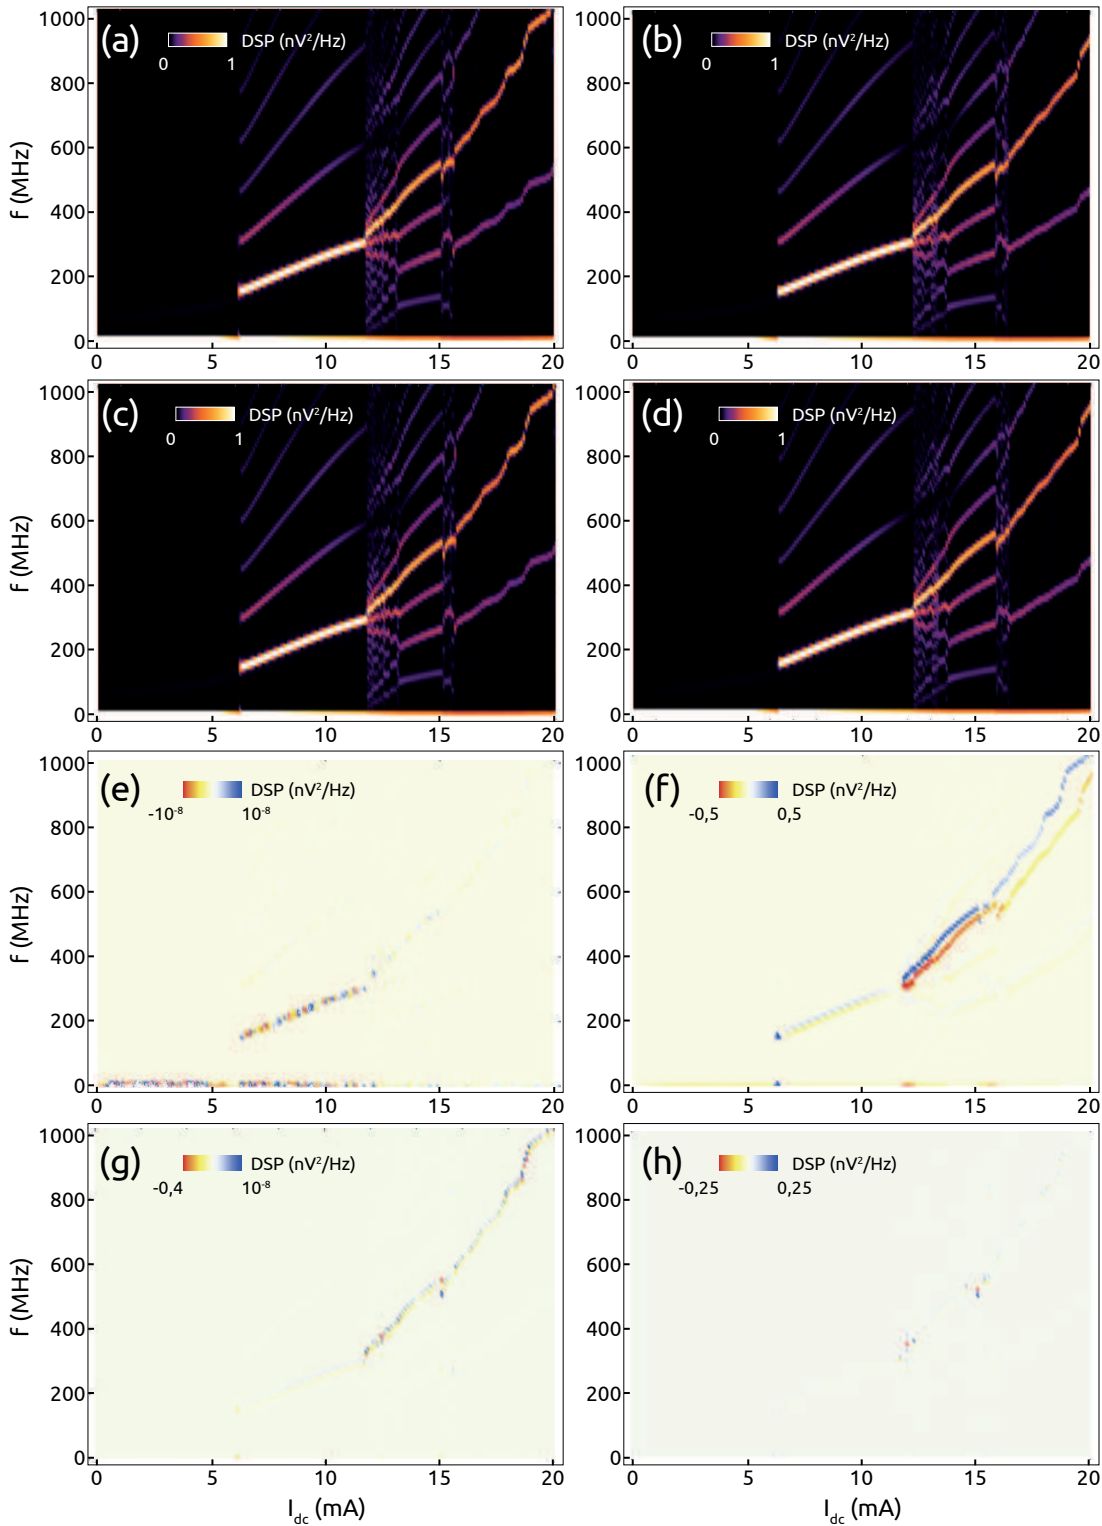 (a) DSP (nV²/Hz)
0 1
f (MHz)
1000
800
600
400
200
0
0 5 10 15 20
(b) DSP (nV²/Hz)
0 1
1000
800
600
400
200
0
0 5 10 15 20
(c) DSP (nV²/Hz)
0 1
f (MHz)
1000
800
600
400
200
0
0 5 10 15 20
(d) DSP (nV²/Hz)
0 1
1000
800
600
400
200
0
0 5 10 15 20
(e) DSP (nV²/Hz)
-10⁻⁸ 10⁻⁸
f (MHz)
1000
800
600
400
200
0
0 5 10 15 20
(f) DSP (nV²/Hz)
-0,5 0,5
1000
800
600
400
200
0
0 5 10 15 20
(g) DSP (nV²/Hz)
-0,4 10⁻⁸
f (MHz)
1000
800
600
400
200
0
0 5 10 15 20
I_dc (mA)
(h) DSP (nV²/Hz)
-0,25 0,25
1000
800
600
400
200
0
0 5 10 15 20
I_dc (mA)